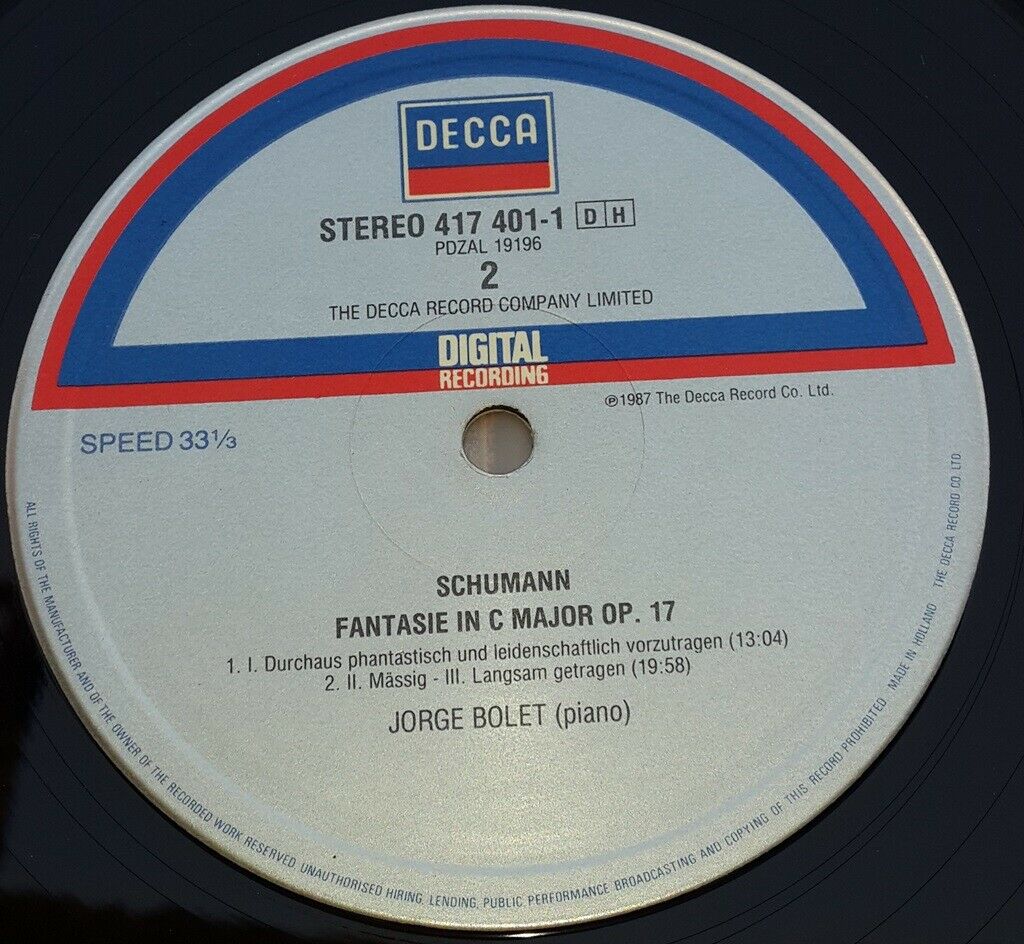 DECCA
STEREO 417 401-1 DH
PDZAL 19196
2
THE DECCA RECORD COMPANY LIMITED
DIGITAL
RECORDING
℗1987 The Decca Record Co. Ltd.
SPEED 33⅓
SCHUMANN
FANTASIE IN C MAJOR OP. 17
1. I. Durchaus phantastisch und leidenschaftlich vorzutragen (13:04)
2. II. Mässig - III. Langsam getragen (19:58)
JORGE BOLET (piano)
ALL RIGHTS OF THE MANUFACTURER AND OF THE OWNER OF THE RECORDED WORK RESERVED. UNAUTHORISED HIRING, LENDING, PUBLIC PERFORMANCE BROADCASTING AND COPYING OF THIS RECORD PROHIBITED MADE IN HOLLAND THE DECCA RECORD CO LTD